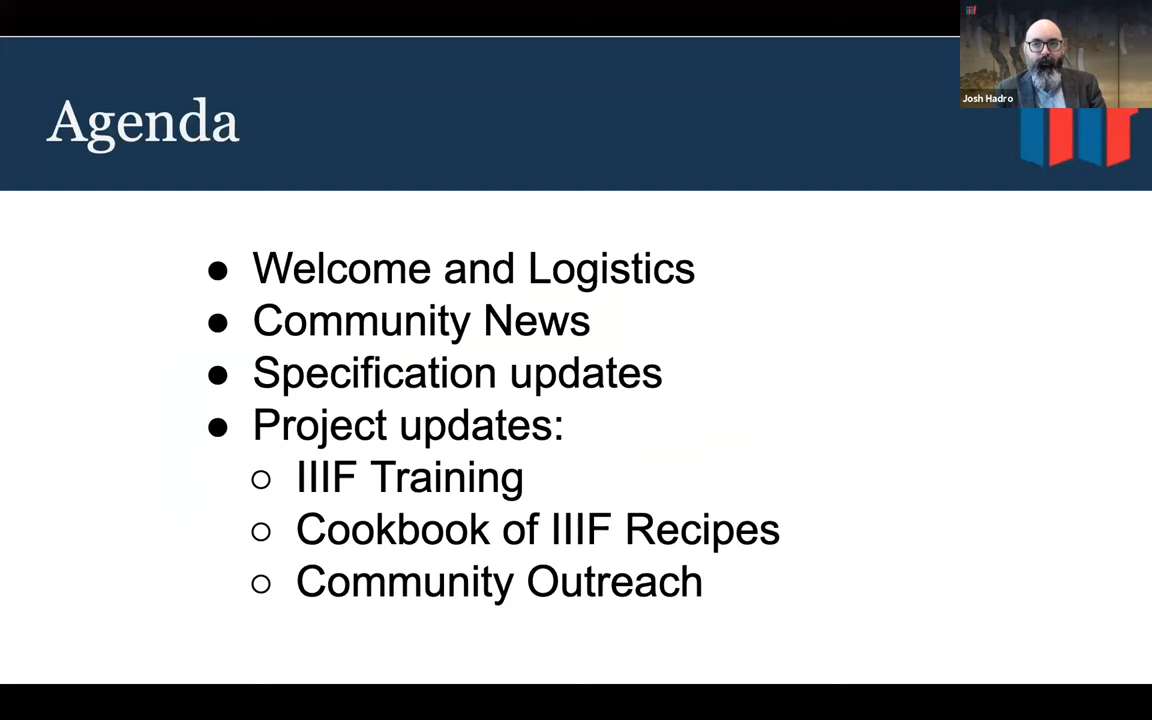 Josh Hadro
Agenda
● Welcome and Logistics
● Community News
● Specification updates
● Project updates:
○ IIIF Training
○ Cookbook of IIIF Recipes
○ Community Outreach